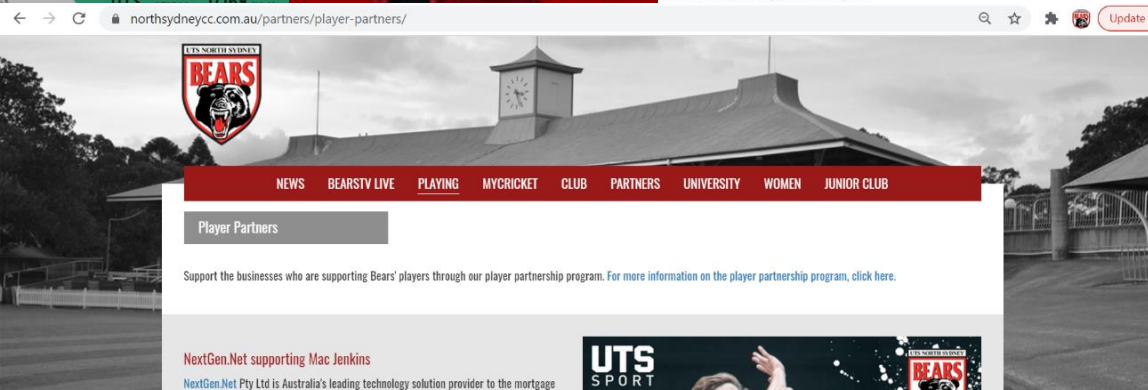 northsydneycc.com.au/partners/player-partners/
Update
UTS NORTH SYDNEY
BEARS
NEWS BEARSTV LIVE PLAYING MYCRICKET CLUB PARTNERS UNIVERSITY WOMEN JUNIOR CLUB
Player Partners
Support the businesses who are supporting Bears' players through our player partnership program. For more information on the player partnership program, click here.
NextGen.Net supporting Mac Jenkins
NextGen.Net Pty Ltd is Australia's leading technology solution provider to the mortgage
UTS
SPORT
UTS NORTH SYDNEY
BEARS